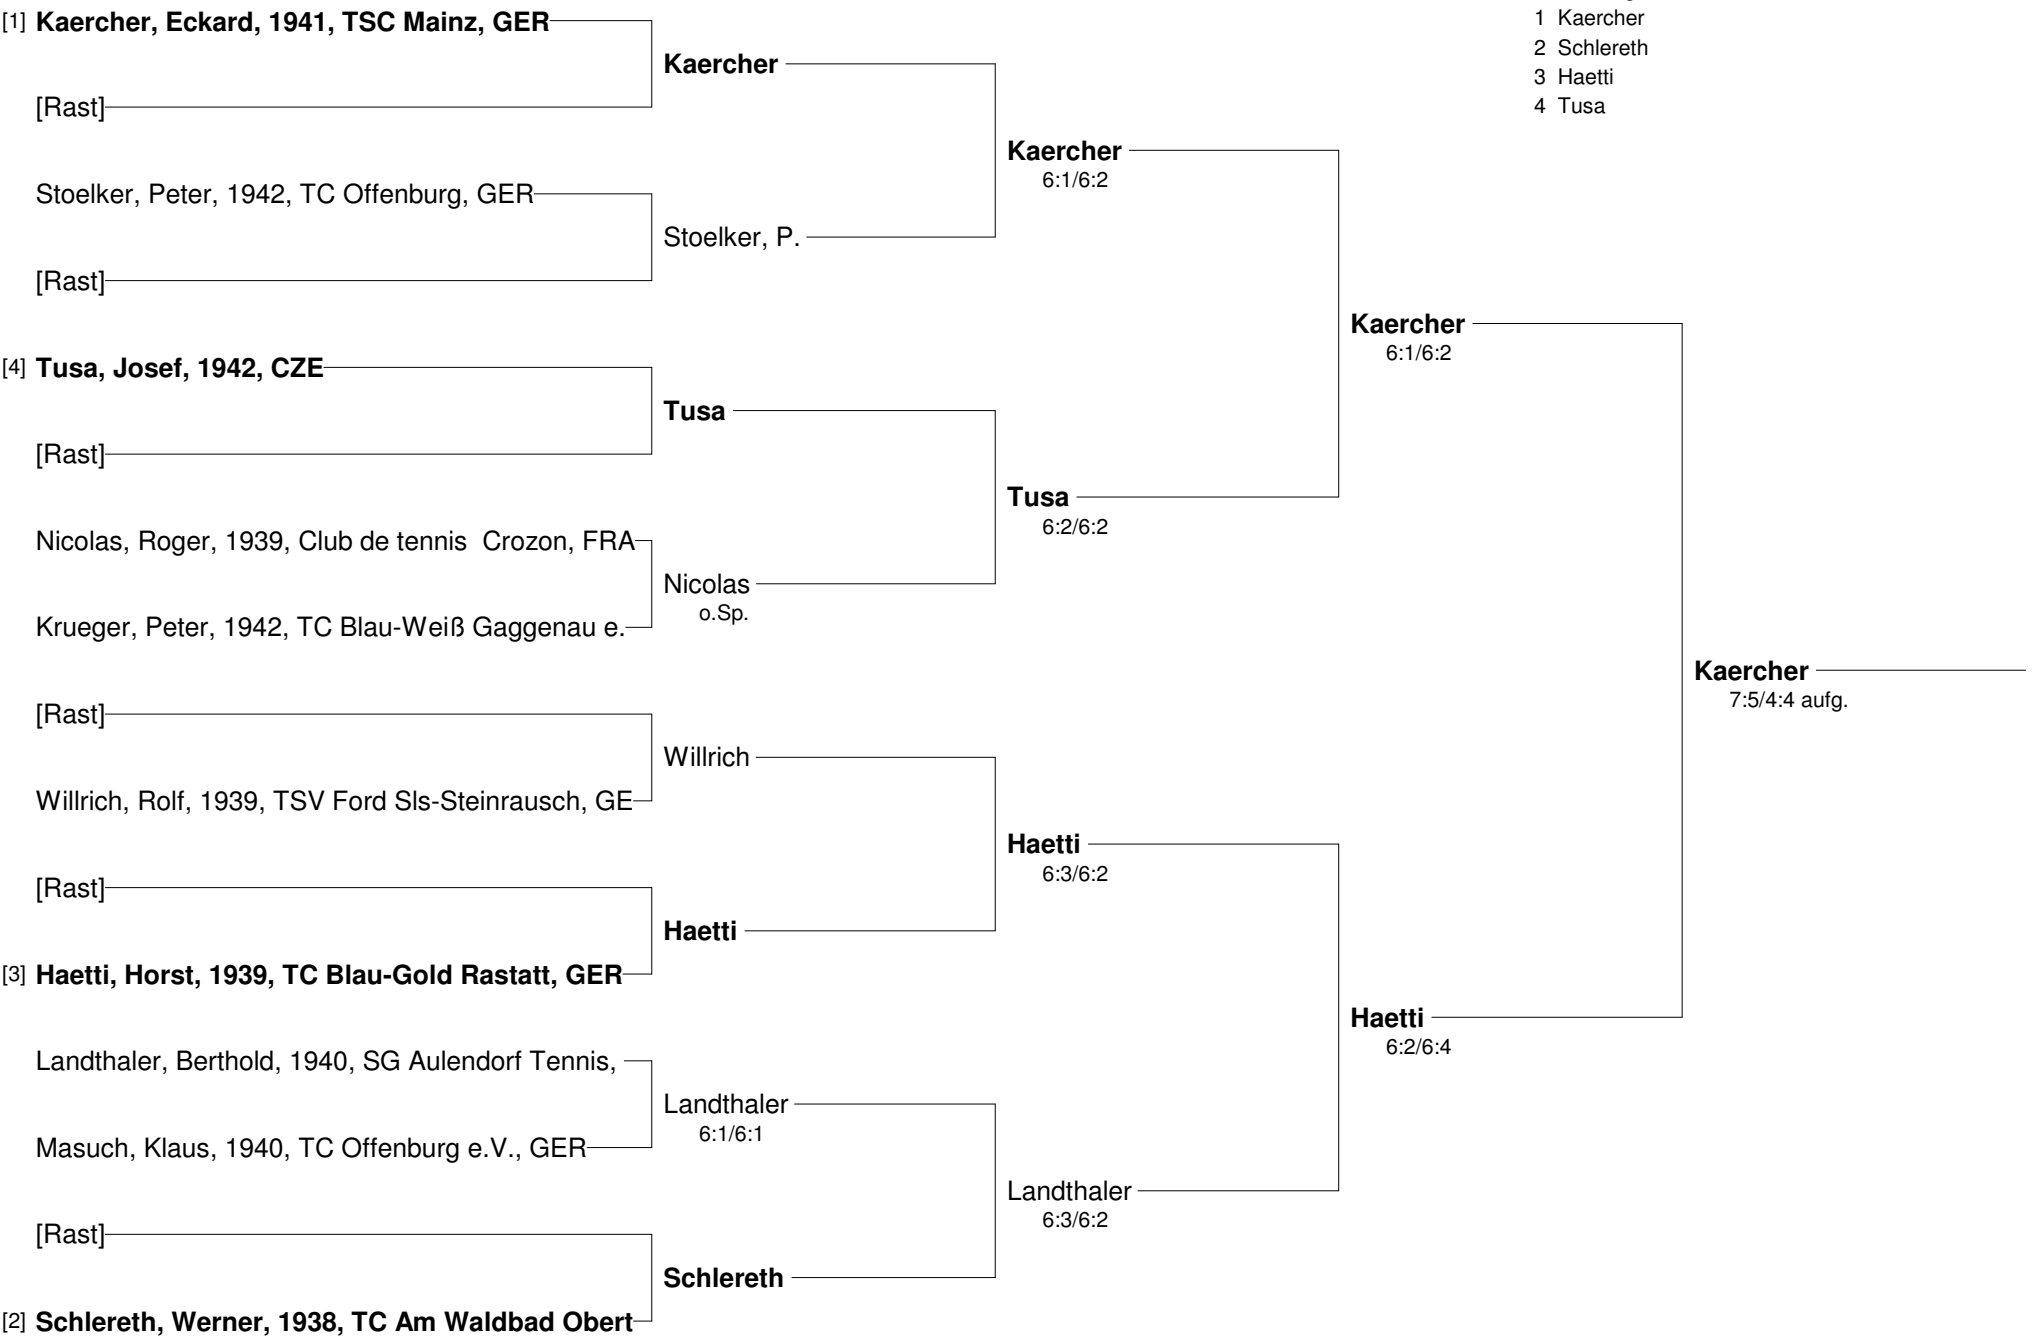 [1] Kaercher, Eckard, 1941, TSC Mainz, GER
[Rast]
Stoelker, Peter, 1942, TC Offenburg, GER
[Rast]
[4] Tusa, Josef, 1942, CZE
[Rast]
Nicolas, Roger, 1939, Club de tennis Crozon, FRA
Krueger, Peter, 1942, TC Blau-Weiß Gaggenau e.
[Rast]
Willrich, Rolf, 1939, TSV Ford Sls-Steinrausch, GE
[Rast]
[3] Haetti, Horst, 1939, TC Blau-Gold Rastatt, GER
Landthaler, Berthold, 1940, SG Aulendorf Tennis,
Masuch, Klaus, 1940, TC Offenburg e.V., GER
[Rast]
[2] Schlereth, Werner, 1938, TC Am Waldbad Obert
Kaercher
Stoelker, P.
Tusa
Nicolas
o.Sp.
Willrich
Haetti
Landthaler
6:1/6:1
Schlereth
Kaercher
6:1/6:2
Tusa
6:2/6:2
Haetti
6:3/6:2
Landthaler
6:3/6:2
Kaercher
6:1/6:2
Haetti
6:2/6:4
Kaercher
7:5/4:4 aufg.
1 Kaercher
2 Schlereth
3 Haetti
4 Tusa